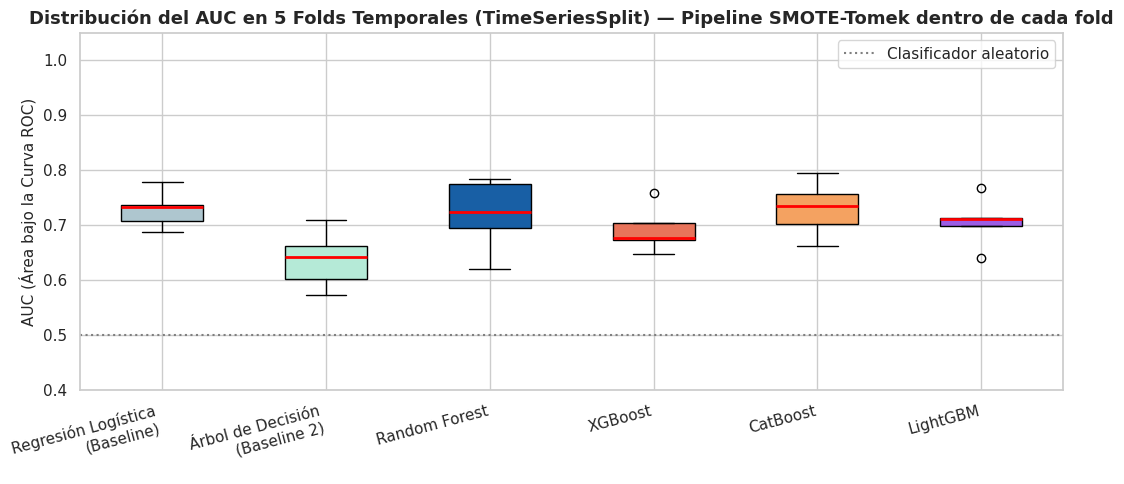 Distribución del AUC en 5 Folds Temporales (TimeSeriesSplit) — Pipeline SMOTE-Tomek dentro de cada fold
Clasificador aleatorio
AUC (Área bajo la Curva ROC)
1.0
0.9
0.8
0.7
0.6
0.5
0.4
Regresión Logística
(Baseline)
Árbol de Decisión
(Baseline 2)
Random Forest
XGBoost
CatBoost
LightGBM